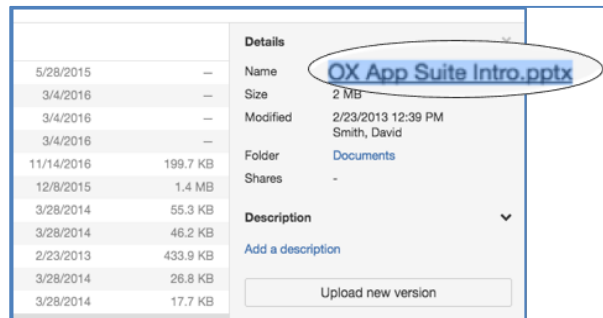 5/28/2015 –
3/4/2016 –
3/4/2016 –
3/4/2016 –
11/14/2016 199.7 KB
12/8/2015 1.4 MB
3/28/2014 55.3 KB
3/28/2014 46.2 KB
2/23/2013 433.9 KB
3/28/2014 26.8 KB
3/28/2014 17.7 KB
Details
Name OX App Suite Intro.pptx
Size 2 MB
Modified 2/23/2013 12:39 PM
Smith, David
Folder Documents
Shares -
Description
Add a description
Upload new version